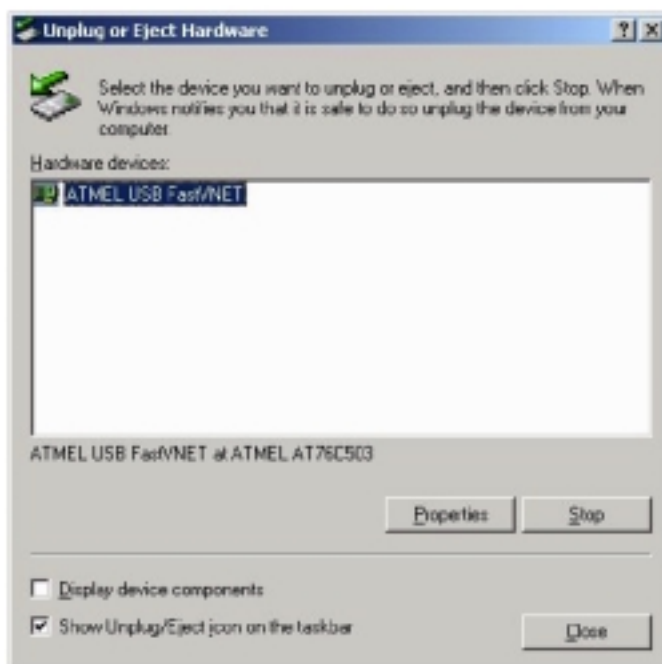 Unplug or Eject Hardware
Select the device you want to unplug or eject, and then click Stop. When
Windows notifies you that it is safe to do so unplug the device from your
computer.
Hardware devices:
ATMEL USB FastVNET
ATMEL USB FastVNET at ATMEL AT76C503
Properties Stop
Display device components
Show Unplug/Eject icon on the taskbar
Close